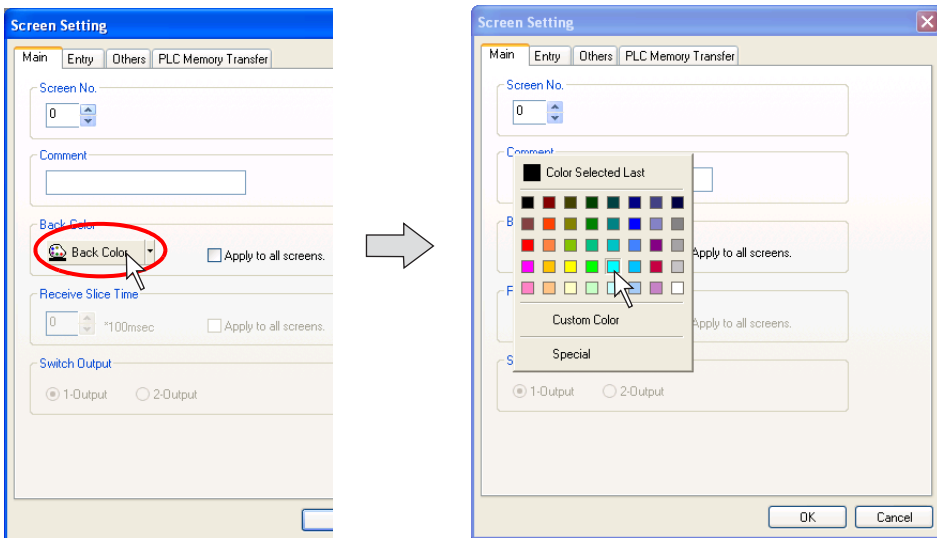 Screen Setting
Main Entry Others PLC Memory Transfer
Screen No.
0
Comment
Back Color
Back Color Apply to all screens.
Receive Slice Time
0 *100msec Apply to all screens.
Switch Output
1-Output 2-Output
Screen Setting
Main Entry Others PLC Memory Transfer
Screen No.
0
Comment
Color Selected Last
B
Apply to all screens.
Custom Color
Apply to all screens.
Special
S
1-Output 2-Output
OK Cancel